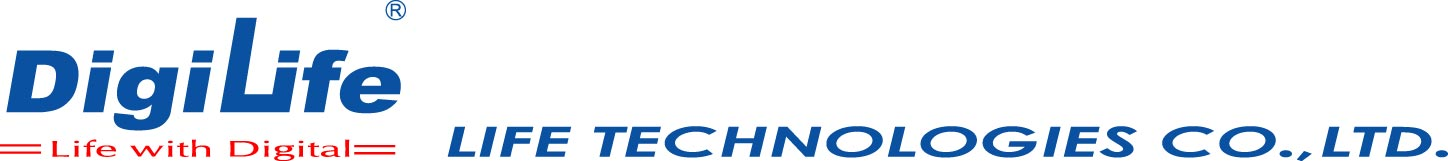 DigiLife®
Life with Digital
LIFE TECHNOLOGIES CO.,LTD.